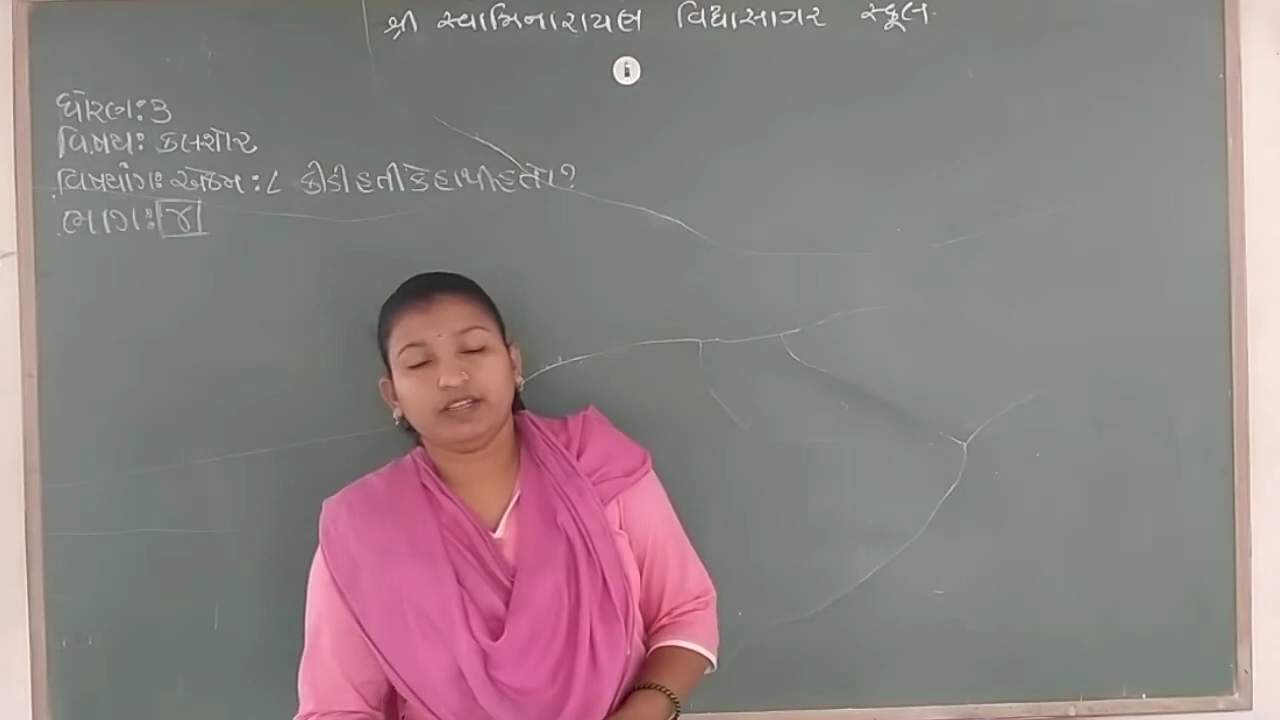 શ્રી સ્વામિનારાયણ વિદ્યાસાગર સ્કૂલ.
ધોરણ: ૩
વિષય: કલશોર
વિષયાંગ: એકમ: ૮ કીડી હતી કે હાથી હતો?
ભાગ: ૪